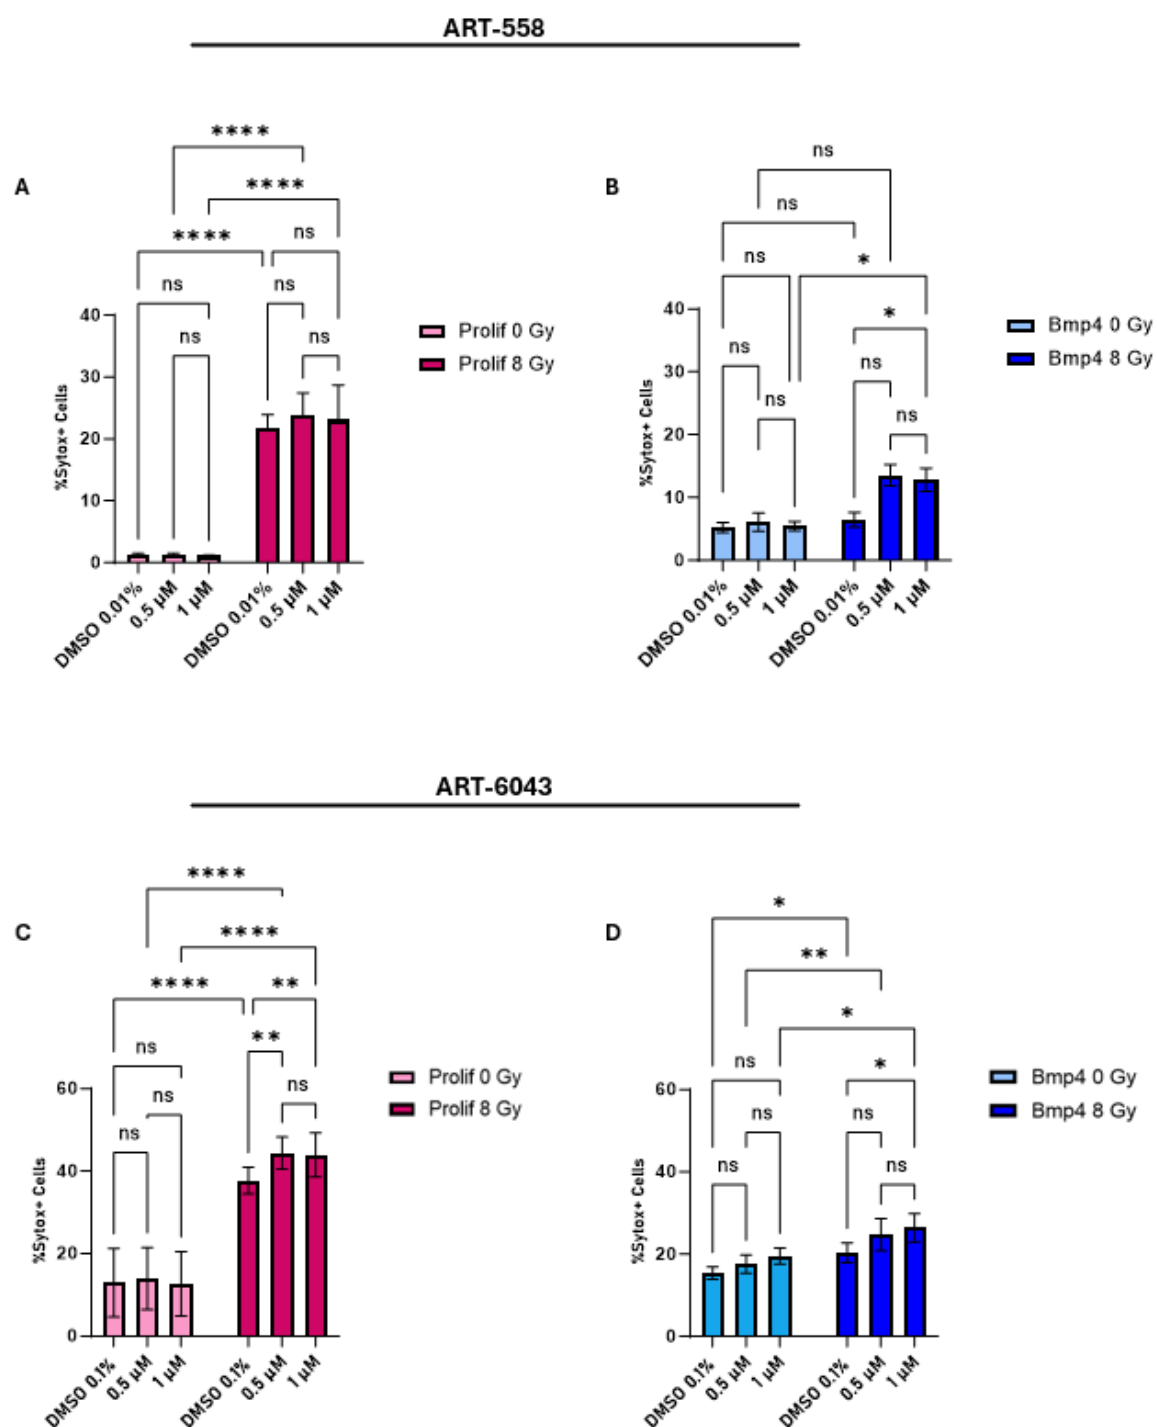 ART-558
A
****
****
****
ns
ns
ns
ns
ns
40
30
20
10
0
%Sytox+ Cells
DMSO 0.01%
0.5 µM
1 µM
DMSO 0.01%
0.5 µM
1 µM
Prolif 0 Gy
Prolif 8 Gy
B
ns
ns
ns
*
*
ns
ns
ns
ns
40
30
20
10
0
%Sytox+ Cells
DMSO 0.01%
0.5 µM
1 µM
DMSO 0.01%
0.5 µM
1 µM
Bmp4 0 Gy
Bmp4 8 Gy
ART-6043
C
****
****
****
**
**
ns
ns
ns
ns
60
40
20
0
%Sytox+ Cells
DMSO 0.1%
0.5 µM
1 µM
DMSO 0.1%
0.5 µM
1 µM
Prolif 0 Gy
Prolif 8 Gy
D
*
**
*
ns
*
ns
ns
ns
ns
60
40
20
0
%Sytox+ Cells
DMSO 0.1%
0.5 µM
1 µM
DMSO 0.1%
0.5 µM
1 µM
Bmp4 0 Gy
Bmp4 8 Gy